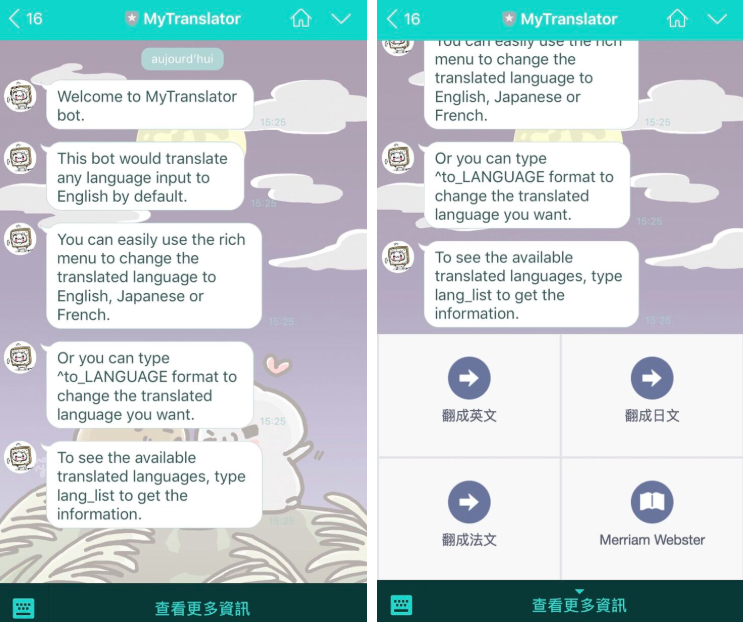 16
MyTranslator
aujourd'hui
Welcome to MyTranslator
bot.
15:25
This bot would translate
any language input to
English by default.
15:25
You can easily use the rich
menu to change the
translated language to
English, Japanese or
French.
15:25
Or you can type
^to_LANGUAGE format to
change the translated
language you want.
15:25
To see the available
translated languages, type
lang_list to get the
information.
15:25
查看更多資訊
16
MyTranslator
You can easily use the rich
menu to change the
translated language to
English, Japanese or
French.
15:25
Or you can type
^to_LANGUAGE format to
change the translated
language you want.
15:25
To see the available
translated languages, type
lang_list to get the
information.
15:25
翻成英文
翻成日文
翻成法文
Merriam Webster
查看更多資訊